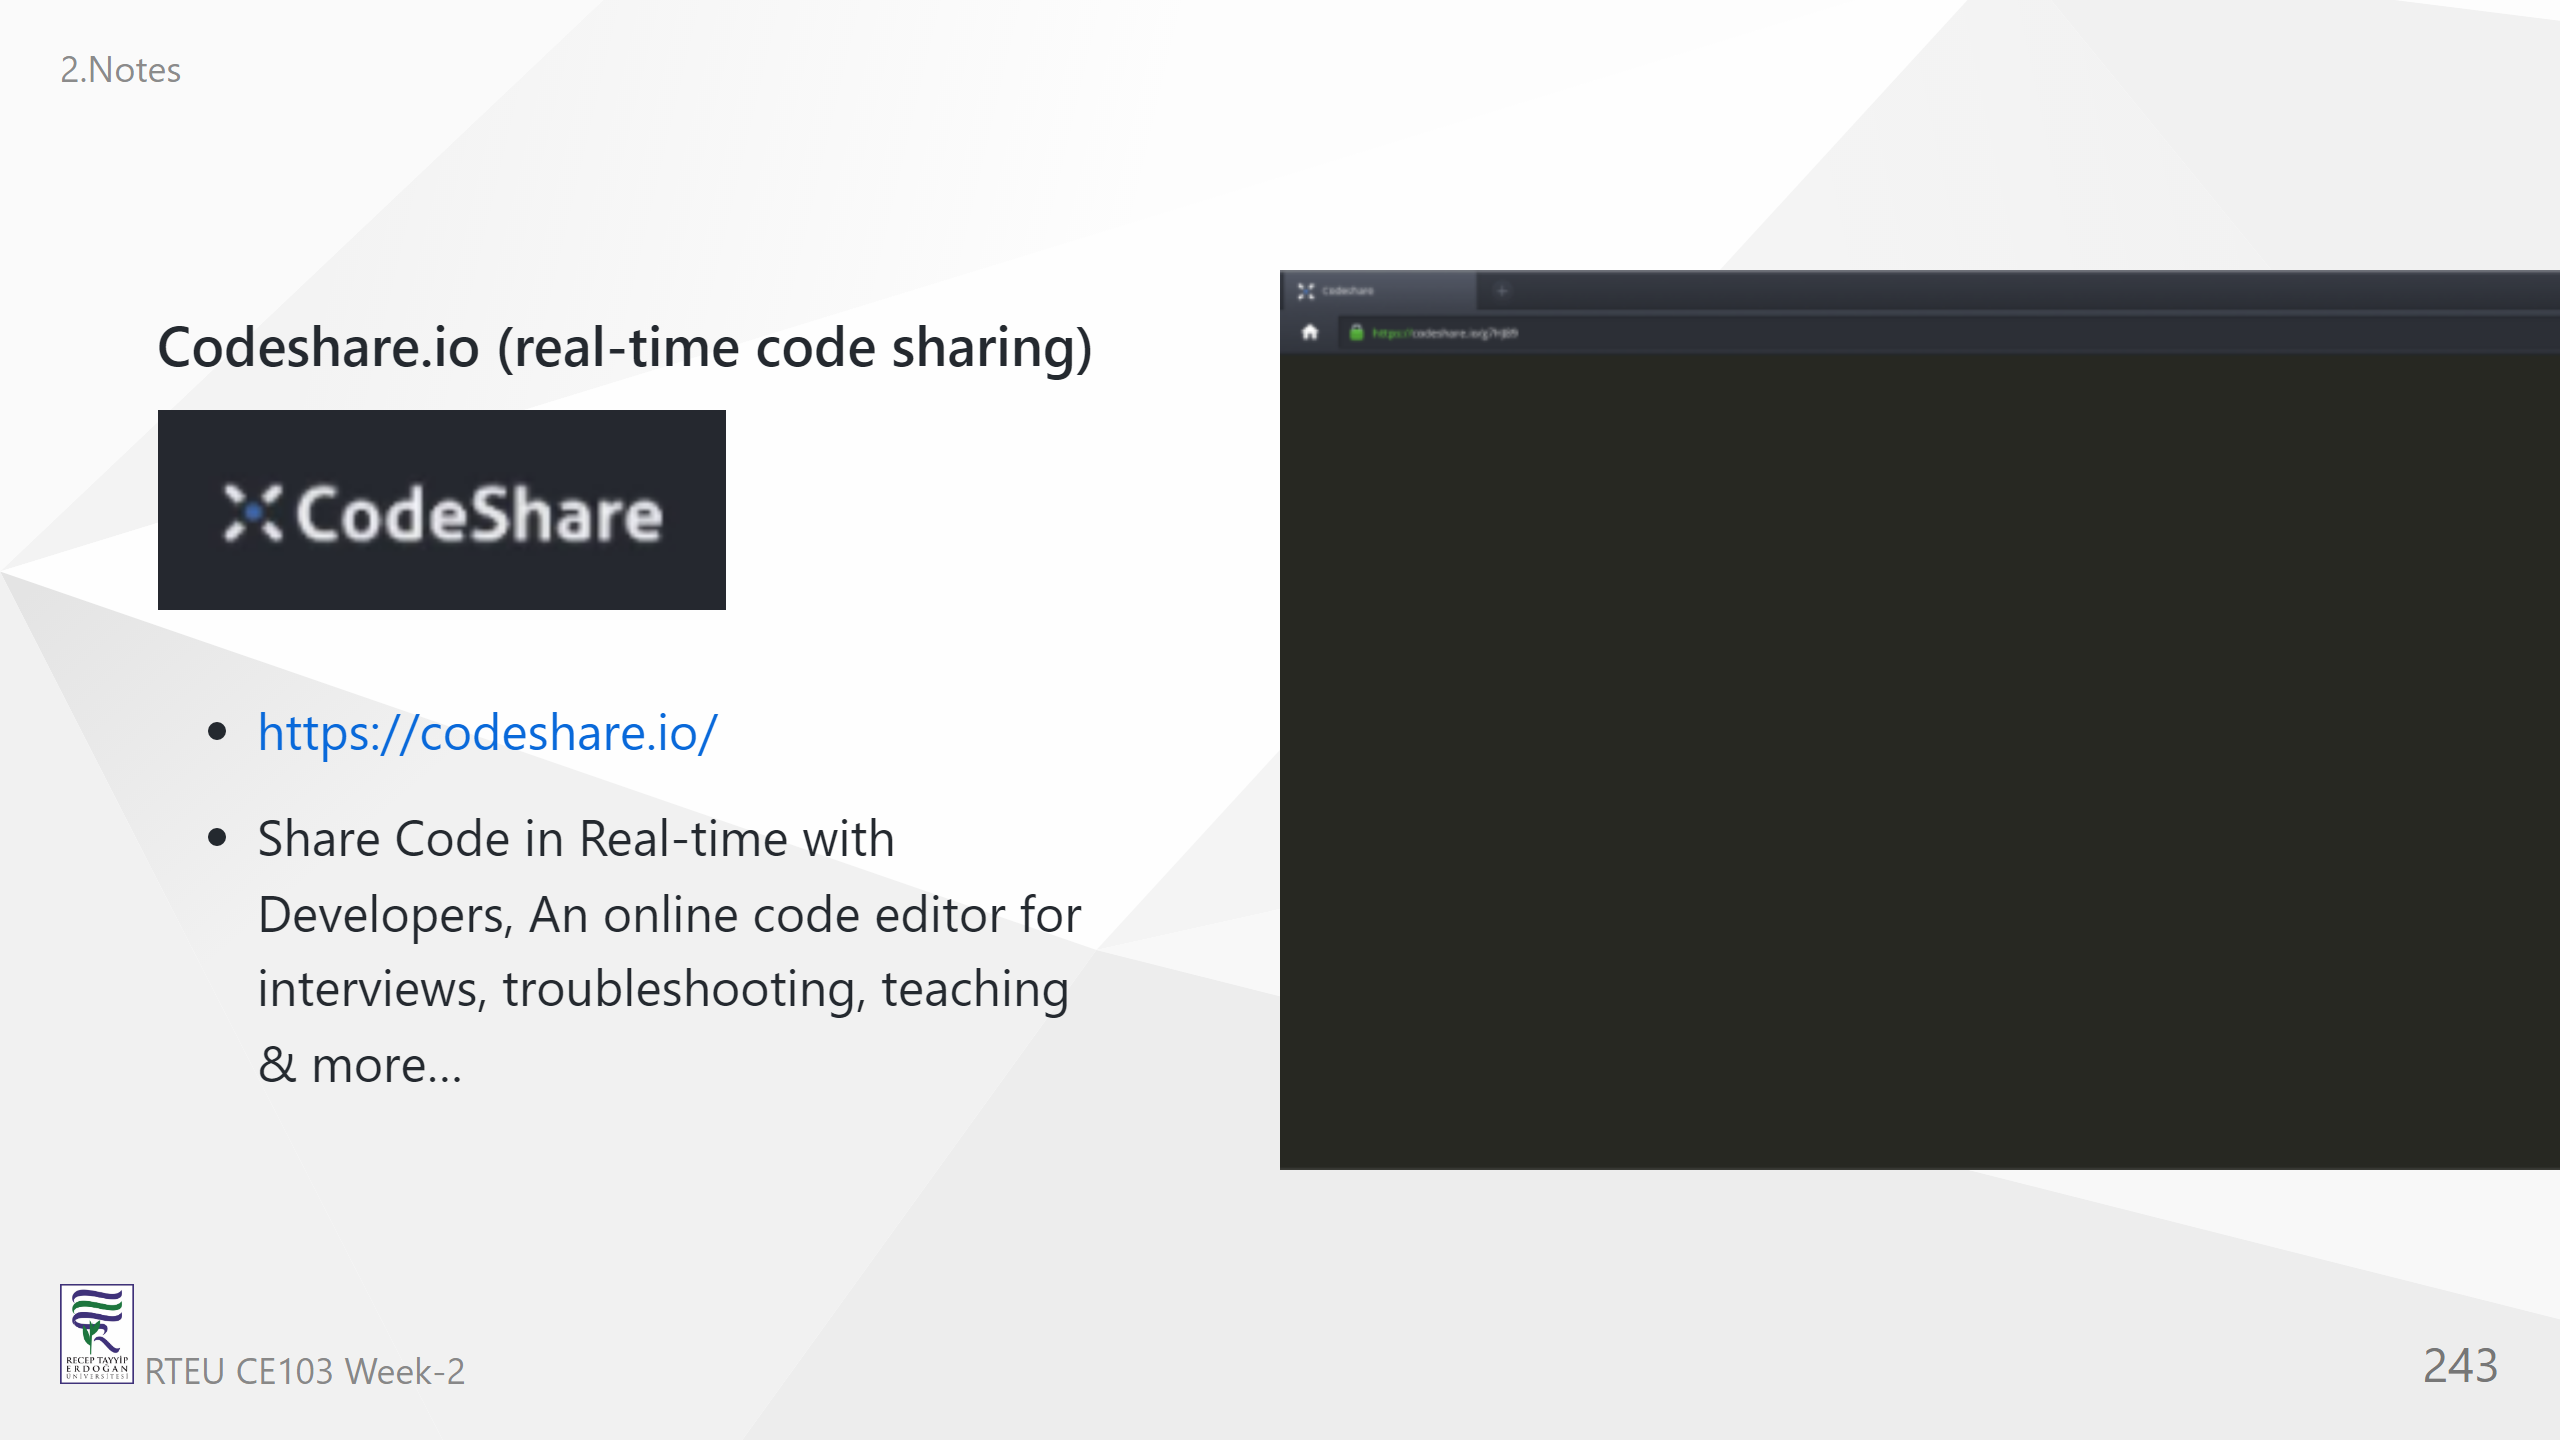 2.Notes
Codeshare.io (real-time code sharing)
CodeShare
• https://codeshare.io/
• Share Code in Real-time with
Developers, An online code editor for
interviews, troubleshooting, teaching
& more...
Codeshare
RECEP TAYYİP
ERDOĞAN
ÜNİVERSİTESİ
RTEU CE103 Week-2
243